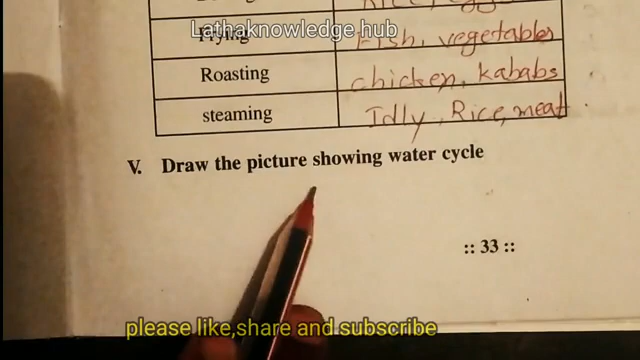 Lathaknowledge hub
Frying Fish, vegetables
Roasting chicken, kababs
steaming Idly, Rice, meat
V. Draw the picture showing water cycle
:: 33 ::
please like,share and subscribe